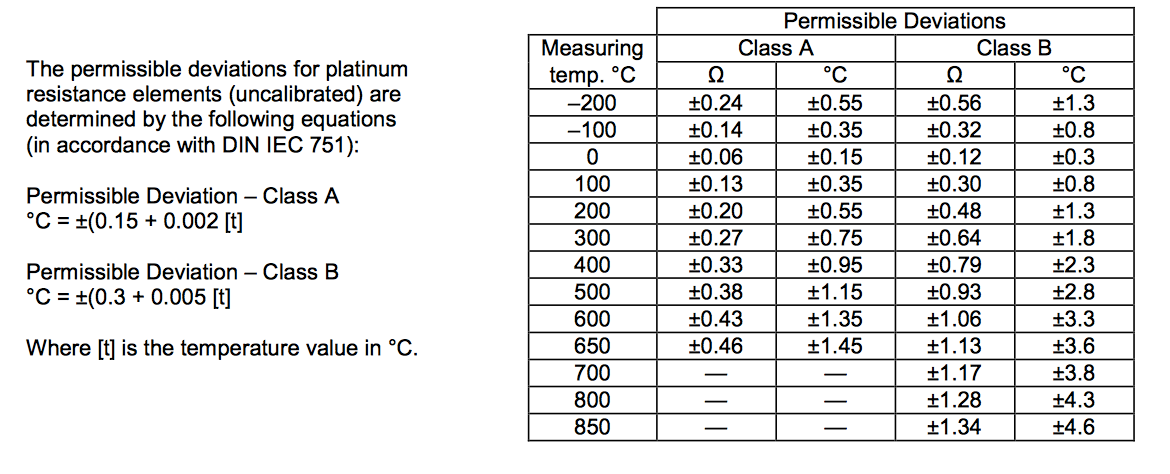 The permissible deviations for platinum
resistance elements (uncalibrated) are
determined by the following equations
(in accordance with DIN IEC 751):
Permissible Deviation – Class A
°C = ±(0.15 + 0.002 [t]
Permissible Deviation – Class B
°C = ±(0.3 + 0.005 [t]
Where [t] is the temperature value in °C.
Permissible Deviations
Measuring temp. °C Class A Class B
Ω °C Ω °C
–200 ±0.24 ±0.55 ±0.56 ±1.3
–100 ±0.14 ±0.35 ±0.32 ±0.8
0 ±0.06 ±0.15 ±0.12 ±0.3
100 ±0.13 ±0.35 ±0.30 ±0.8
200 ±0.20 ±0.55 ±0.48 ±1.3
300 ±0.27 ±0.75 ±0.64 ±1.8
400 ±0.33 ±0.95 ±0.79 ±2.3
500 ±0.38 ±1.15 ±0.93 ±2.8
600 ±0.43 ±1.35 ±1.06 ±3.3
650 ±0.46 ±1.45 ±1.13 ±3.6
700 — — ±1.17 ±3.8
800 — — ±1.28 ±4.3
850 — — ±1.34 ±4.6